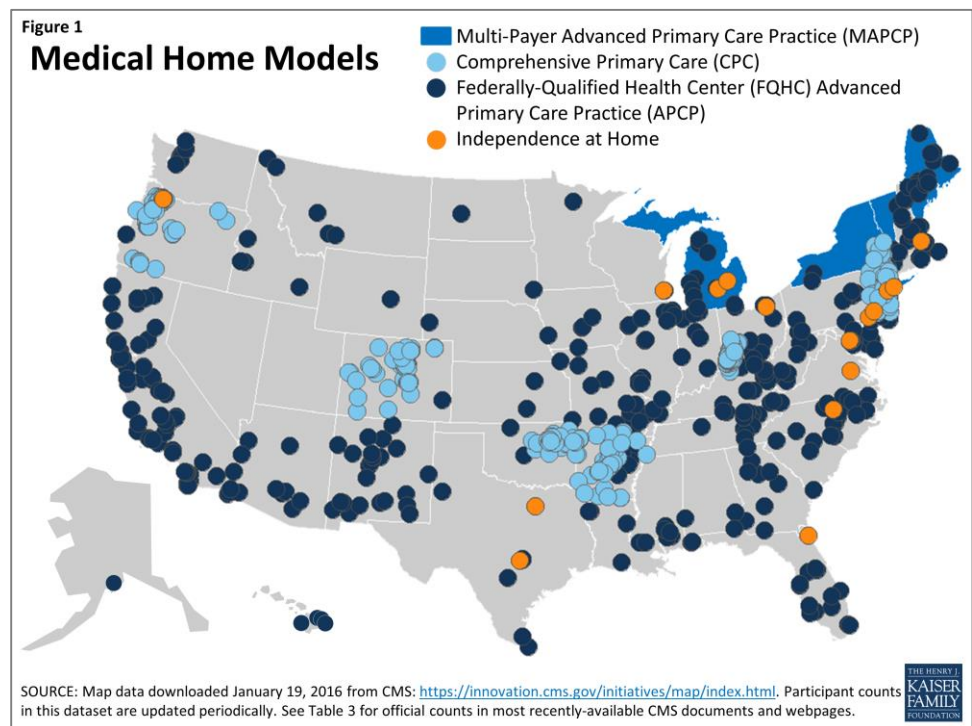 Figure 1
Medical Home Models
Multi-Payer Advanced Primary Care Practice (MAPCP)
Comprehensive Primary Care (CPC)
Federally-Qualified Health Center (FQHC) Advanced
Primary Care Practice (APCP)
Independence at Home
SOURCE: Map data downloaded January 19, 2016 from CMS: https://innovation.cms.gov/initiatives/map/index.html. Participant counts
in this dataset are updated periodically. See Table 3 for official counts in most recently-available CMS documents and webpages.
THE HENRY J.
KAISER
FAMILY
FOUNDATION